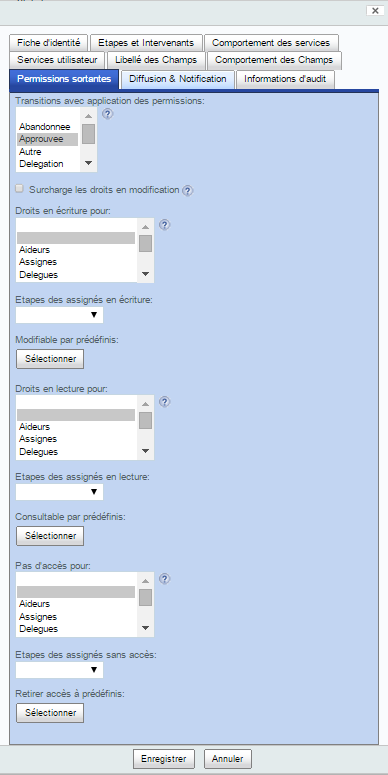 Fiche d'identité Etapes et Intervenants Comportement des services
Services utilisateur Libellé des Champs Comportement des Champs
Permissions sortantes Diffusion & Notification Informations d'audit
Transitions avec application des permissions:
Abandonnee
Approuvee
Autre
Delegation
Surcharge les droits en modification
Droits en écriture pour:
Aideurs
Assignes
Delegues
Etapes des assignés en écriture:
Modifiable par prédéfinis:
Sélectionner
Droits en lecture pour:
Aideurs
Assignes
Delegues
Etapes des assignés en lecture:
Consultable par prédéfinis:
Sélectionner
Pas d'accès pour:
Aideurs
Assignes
Delegues
Etapes des assignés sans accès:
Retirer accès à prédéfinis:
Sélectionner
Enregistrer Annuler